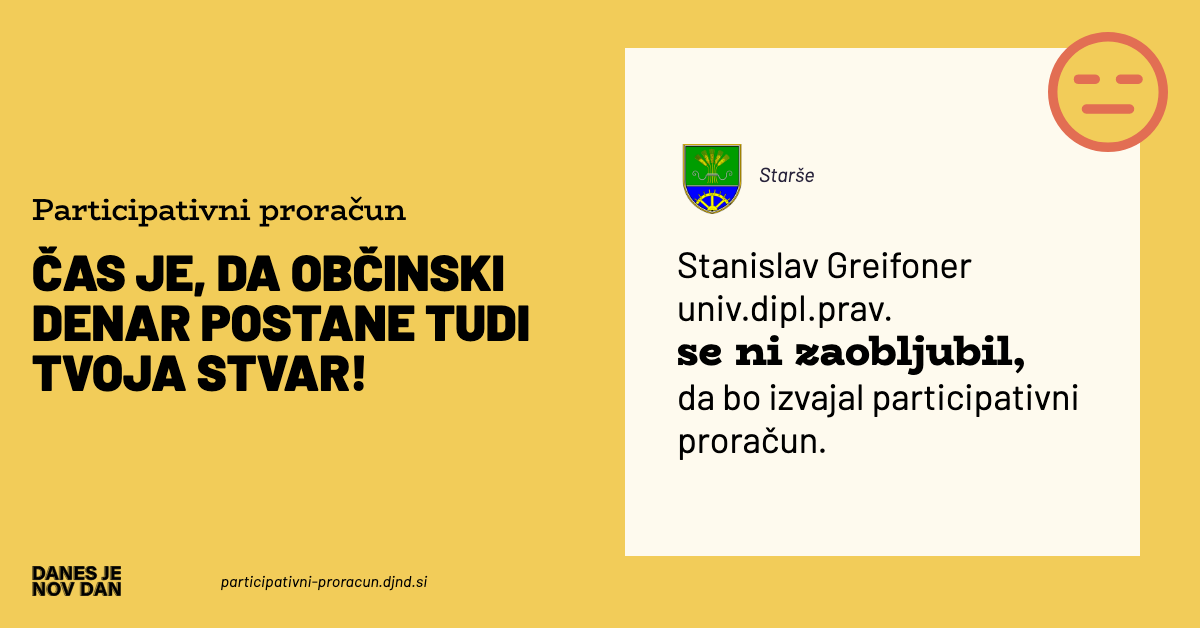 Participativni proračun
ČAS JE, DA OBČINSKI
DENAR POSTANE TUDI
TVOJA STVAR!
DANES JE
NOV DAN
participativni-proracun.djnd.si
Starše
Stanislav Greifoner
univ.dipl.prav.
se ni zaobljubil,
da bo izvajal participativni
proračun.